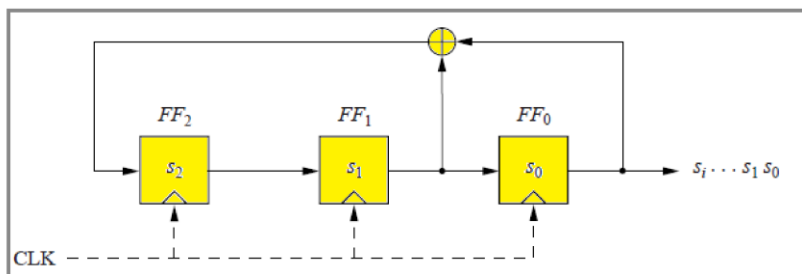 FF₂ FF₁ FF₀
s₂ s₁ s₀ sᵢ . . . s₁ s₀
CLK